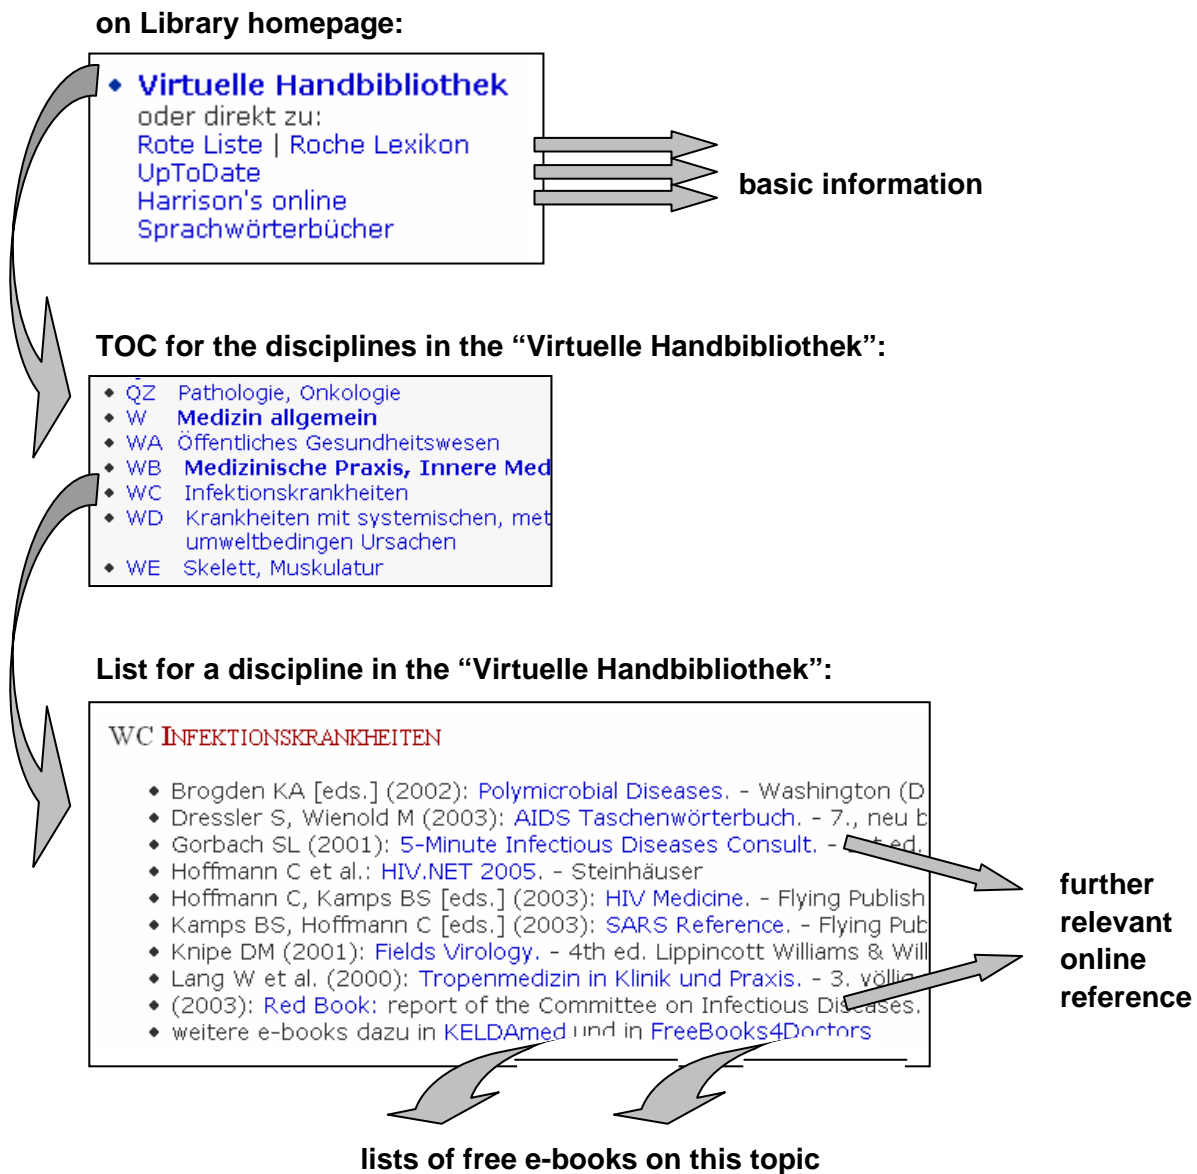 on Library homepage:
• Virtuelle Handbibliothek
oder direkt zu:
Rote Liste | Roche Lexikon
UpToDate
Harrison's online
Sprachwörterbücher
basic information
TOC for the disciplines in the “Virtuelle Handbibliothek”:
• QZ Pathologie, Onkologie
• W Medizin allgemein
• WA Öffentliches Gesundheitswesen
• WB Medizinische Praxis, Innere Med
• WC Infektionskrankheiten
• WD Krankheiten mit systemischen, met
umweltbedingen Ursachen
• WE Skelett, Muskulatur
List for a discipline in the “Virtuelle Handbibliothek”:
WC INFEKTIONSKRANKHEITEN
• Brogden KA [eds.] (2002): Polymicrobial Diseases. - Washington (D
• Dressler S, Wienold M (2003): AIDS Taschenwörterbuch. - 7., neu b
• Gorbach SL (2001): 5-Minute Infectious Diseases Consult. - ed.
• Hoffmann C et al.: HIV.NET 2005. - Steinhäuser
• Hoffmann C, Kamps BS [eds.] (2003): HIV Medicine. - Flying Publish
• Kamps BS, Hoffmann C [eds.] (2003): SARS Reference. - Flying Pub
• Knipe DM (2001): Fields Virology. - 4th ed. Lippincott Williams & Will
• Lang W et al. (2000): Tropenmedizin in Klinik und Praxis. - 3. völlig
• (2003): Red Book: report of the Committee on Infectious Diseases.
• weitere e-books dazu in KELDAmed und in FreeBooks4Doctors
further
relevant
online
reference
lists of free e-books on this topic